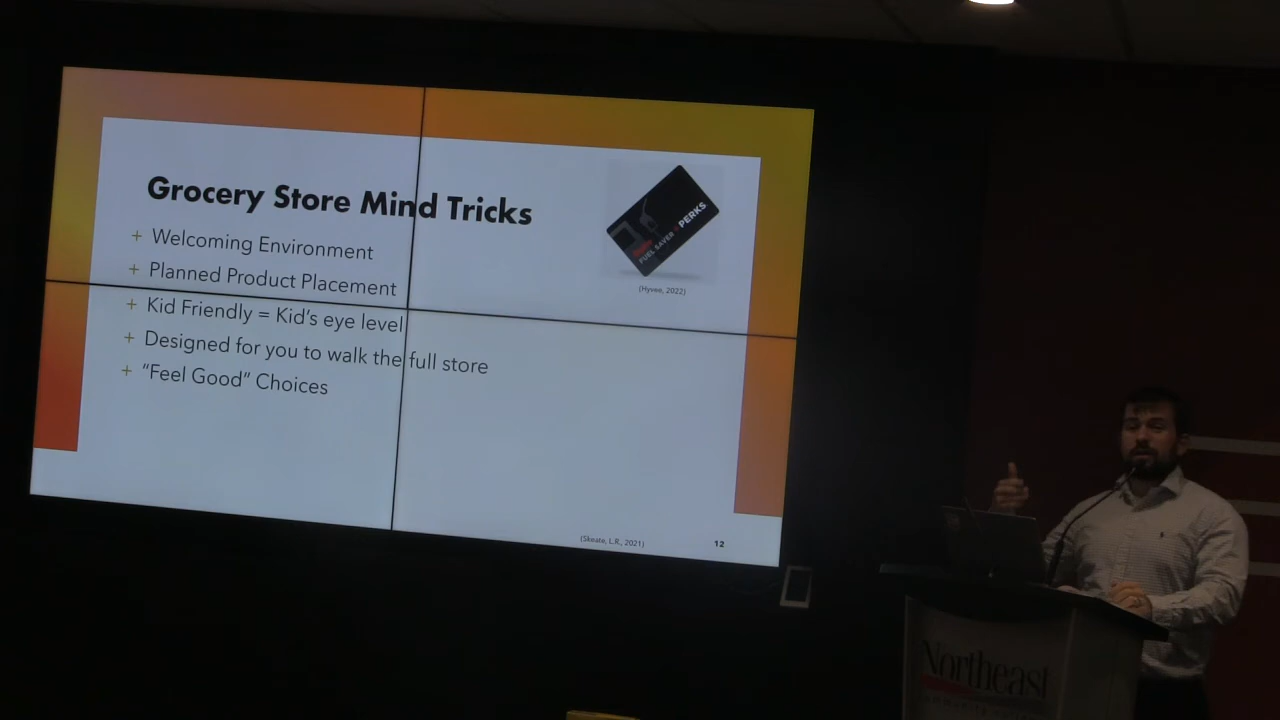 Grocery Store Mind Tricks
+ Welcoming Environment
+ Planned Product Placement
+ Kid Friendly = Kid's eye level
+ Designed for you to walk the full store
+ "Feel Good" Choices
FUEL SAVER + PERKS
(Hyvee, 2022)
(Skeate, L.R., 2021)
12
Northeast